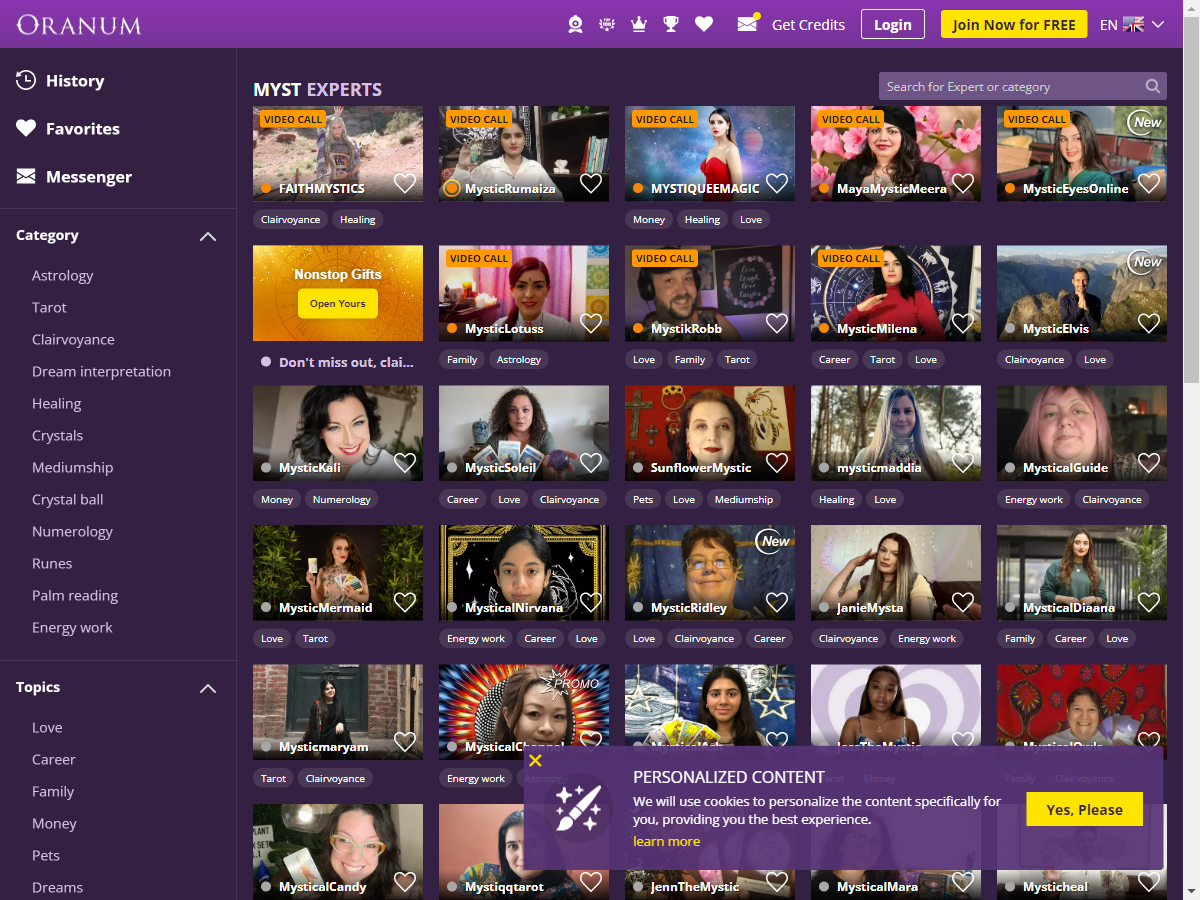 ORANUM
Get Credits
Login
Join Now for FREE
EN
History
Favorites
Messenger
Category
Astrology
Tarot
Clairvoyance
Dream interpretation
Healing
Crystals
Mediumship
Crystal ball
Numerology
Runes
Palm reading
Energy work
Topics
Love
Career
Family
Money
Pets
Dreams
MYST EXPERTS
Search for Expert or category
VIDEO CALL
FAITHMYSTICS
Clairvoyance Healing
VIDEO CALL
MysticRumaiza
VIDEO CALL
MYSTIQUEEMAGIC
Money Healing Love
VIDEO CALL
MayaMysticMeera
VIDEO CALL
New
MysticEyesOnline
Nonstop Gifts
Open Yours
Don't miss out, clai...
VIDEO CALL
MysticLotuss
Family Astrology
VIDEO CALL
MystikRobb
Love Family Tarot
VIDEO CALL
MysticMilena
Career Tarot Love
New
MysticElvis
Clairvoyance Love
MysticKali
Money Numerology
MysticSoleil
Career Love Clairvoyance
SunflowerMystic
Pets Love Mediumship
mysticmaddia
Healing Love
MysticalGuide
Energy work Clairvoyance
MysticMermaid
Love Tarot
MysticalNirvana
Energy work Career Love
New
MysticRidley
Love Clairvoyance Career
JanieMysta
Clairvoyance Energy work
MysticalDiaana
Family Career Love
Mysticmaryam
Tarot Clairvoyance
PROMO
MysticalChannel
Energy work Astrology
JessTheMystic
Tarot Money
MysticalOwls
Family Clairvoyance
MysticalCandy
Mystiqqtarot
JennTheMystic
MysticalMara
Mysticheal
PERSONALIZED CONTENT
We will use cookies to personalize the content specifically for
you, providing you the best experience.
learn more
Yes, Please